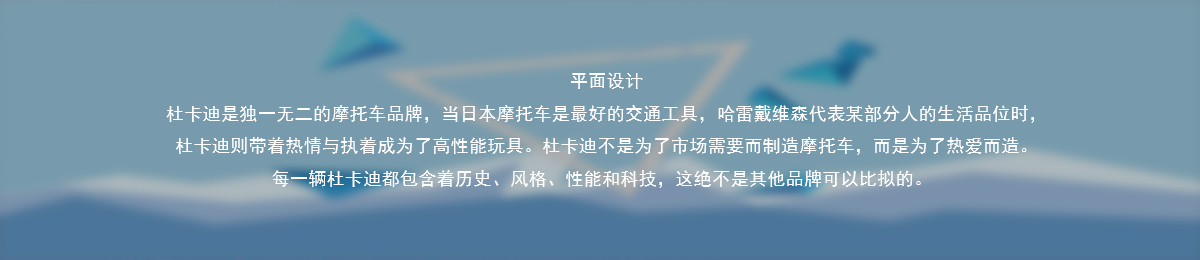 平面设计
杜卡迪是独一无二的摩托车品牌，当日本摩托车是最好的交通工具，哈雷戴维森代表某部分人的生活品位时，
杜卡迪则带着热情与执着成为了高性能玩具。杜卡迪不是为了市场需要而制造摩托车，而是为了热爱而造。
每一辆杜卡迪都包含着历史、风格、性能和科技，这绝不是其他品牌可以比拟的。